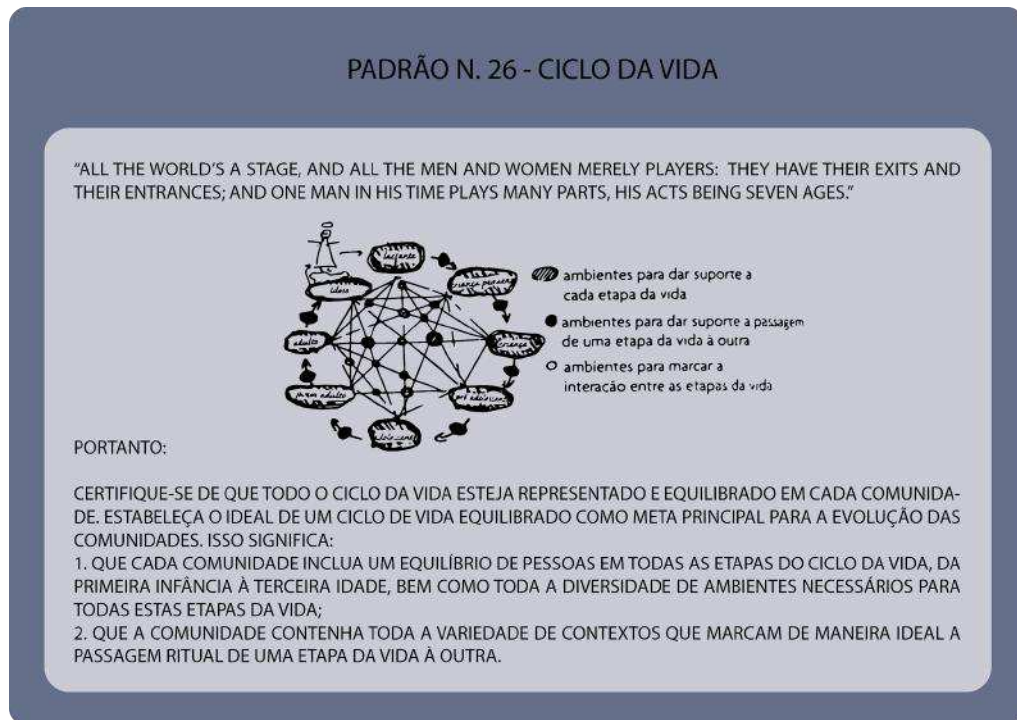 PADRÃO N. 26 - CICLO DA VIDA
“ALL THE WORLD’S A STAGE, AND ALL THE MEN AND WOMEN MERELY PLAYERS: THEY HAVE THEIR EXITS AND
THEIR ENTRANCES; AND ONE MAN IN HIS TIME PLAYS MANY PARTS, HIS ACTS BEING SEVEN AGES.”
infante
criança
adulto
idoso
ambientes para dar suporte a
cada etapa da vida
ambientes para dar suporte a passagem
de uma etapa da vida à outra
ambientes para marcar a
interação entre as etapas da vida
PORTANTO:
CERTIFIQUE-SE DE QUE TODO O CICLO DA VIDA ESTEJA REPRESENTADO E EQUILIBRADO EM CADA COMUNIDA-
DE. ESTABELEÇA O IDEAL DE UM CICLO DE VIDA EQUILIBRADO COMO META PRINCIPAL PARA A EVOLUÇÃO DAS
COMUNIDADES. ISSO SIGNIFICA:
1. QUE CADA COMUNIDADE INCLUA UM EQUILÍBRIO DE PESSOAS EM TODAS AS ETAPAS DO CICLO DA VIDA, DA
PRIMEIRA INFÂNCIA À TERCEIRA IDADE, BEM COMO TODA A DIVERSIDADE DE AMBIENTES NECESSÁRIOS PARA
TODAS ESTAS ETAPAS DA VIDA;
2. QUE A COMUNIDADE CONTENHA TODA A VARIEDADE DE CONTEXTOS QUE MARCAM DE MANEIRA IDEAL A
PASSAGEM RITUAL DE UMA ETAPA DA VIDA À OUTRA.